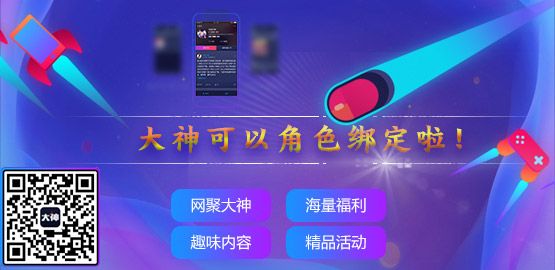 大神可以角色绑定啦！
大神
网聚大神
海量福利
趣味内容
精品活动